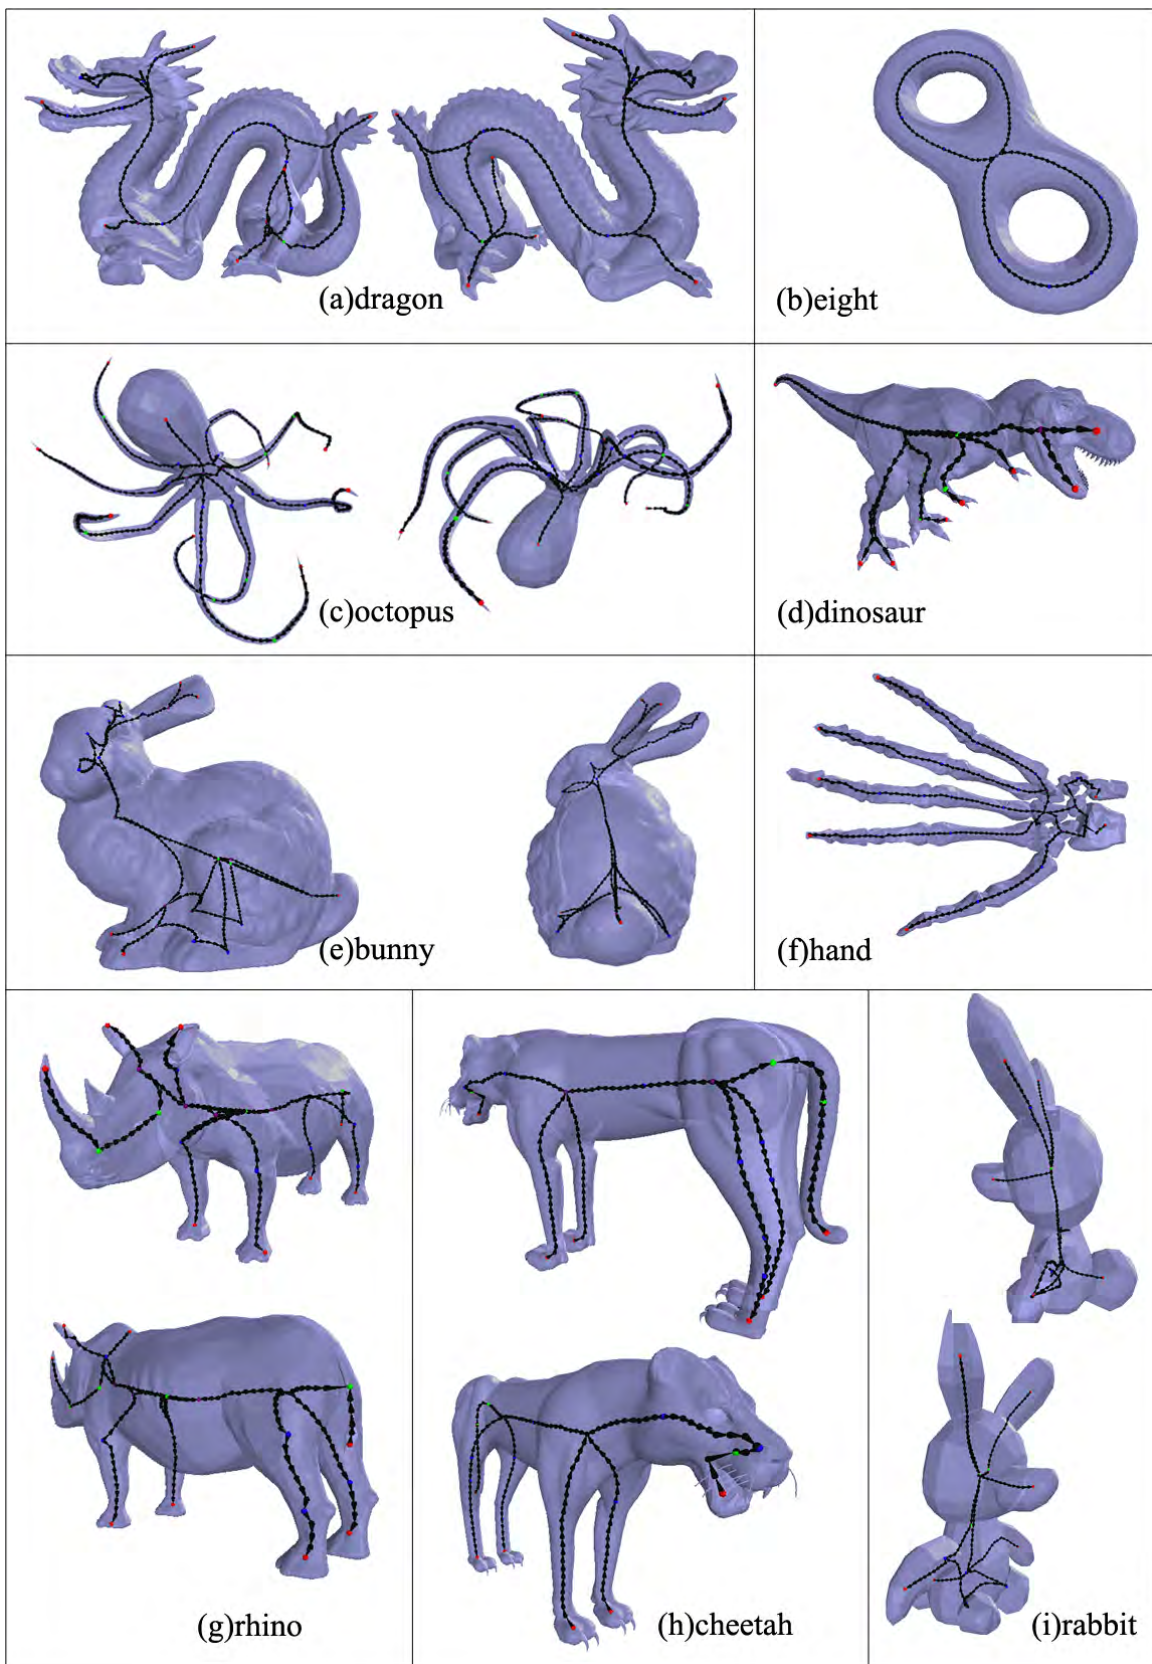 (a)dragon
(b)eight
(c)octopus
(d)dinosaur
(e)bunny
(f)hand
(g)rhino
(h)cheetah
(i)rabbit